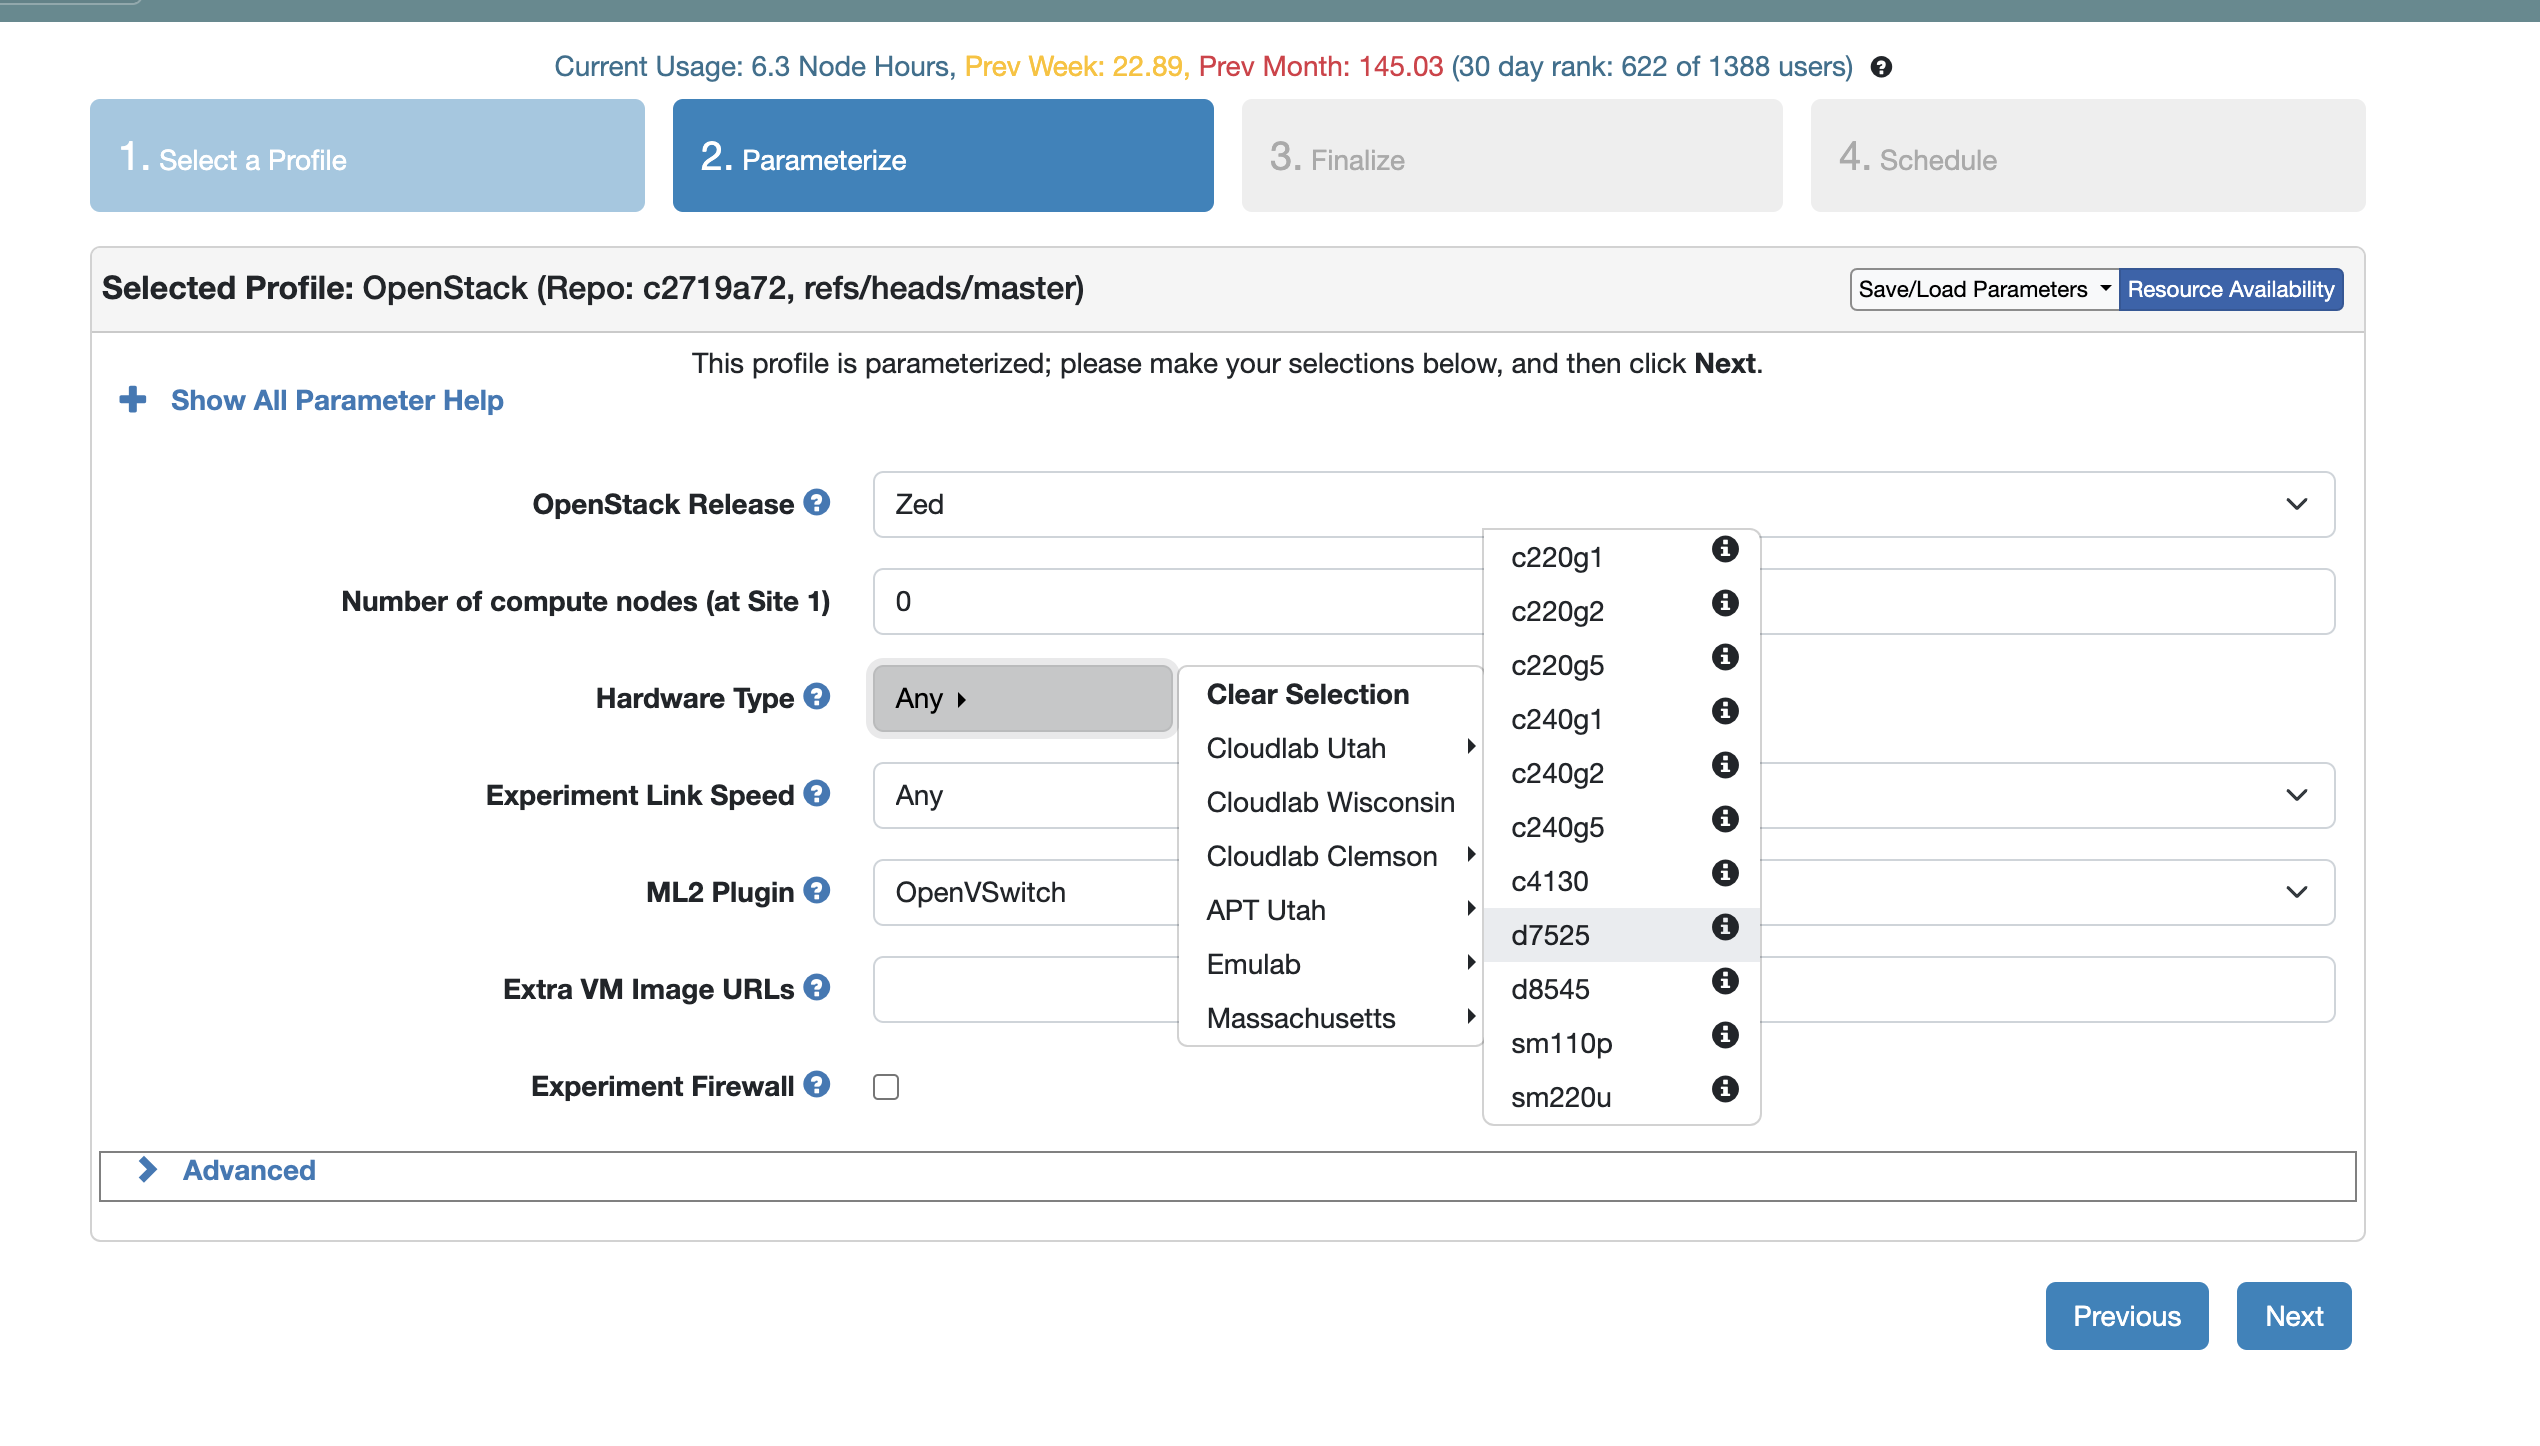 Current Usage: 6.3 Node Hours, Prev Week: 22.89, Prev Month: 145.03 (30 day rank: 622 of 1388 users)
1. Select a Profile
2. Parameterize
3. Finalize
4. Schedule
Selected Profile: OpenStack (Repo: c2719a72, refs/heads/master)
Save/Load Parameters
Resource Availability
This profile is parameterized; please make your selections below, and then click Next.
Show All Parameter Help
OpenStack Release
Zed
Number of compute nodes (at Site 1)
0
Hardware Type
Any
Clear Selection
Cloudlab Utah
Cloudlab Wisconsin
Cloudlab Clemson
APT Utah
Emulab
Massachusetts
c220g1
c220g2
c220g5
c240g1
c240g2
c240g5
c4130
d7525
d8545
sm110p
sm220u
Experiment Link Speed
Any
ML2 Plugin
OpenVSwitch
Extra VM Image URLs
Experiment Firewall
Advanced
Previous
Next